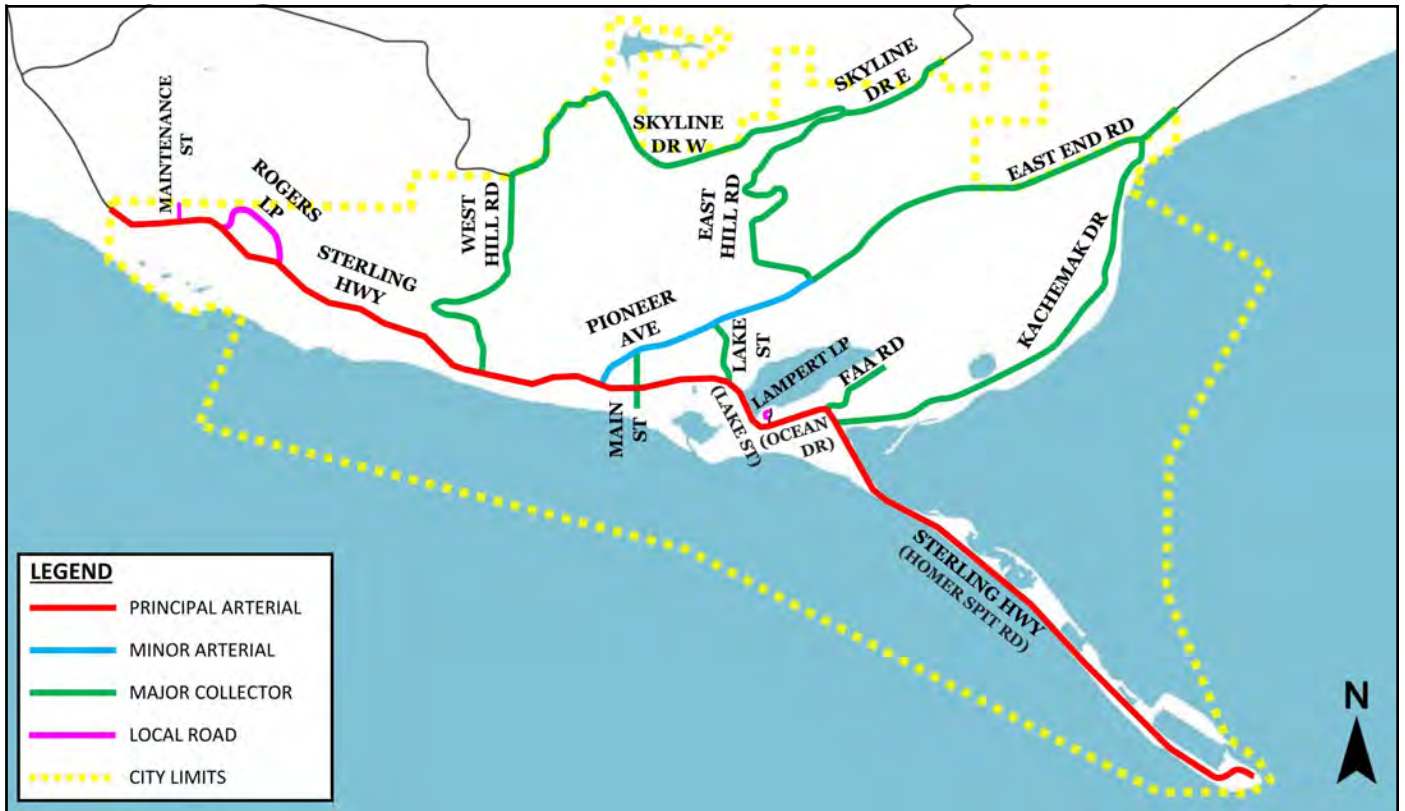 SKYLINE
DR E
MAINTENANCE
ST
ROGERS
LP
SKYLINE
DR W
EAST END RD
WEST
HILL RD
EAST
HILL RD
STERLING
HWY
KACHEMAK DR
PIONEER
AVE
LAKE
ST
LAMPERT LP
FAA RD
MAIN
ST
(LAKE ST)
(OCEAN
DR)
STERLING HWY
(HOMER SPIT RD)
LEGEND
PRINCIPAL ARTERIAL
MINOR ARTERIAL
MAJOR COLLECTOR
LOCAL ROAD
CITY LIMITS
N